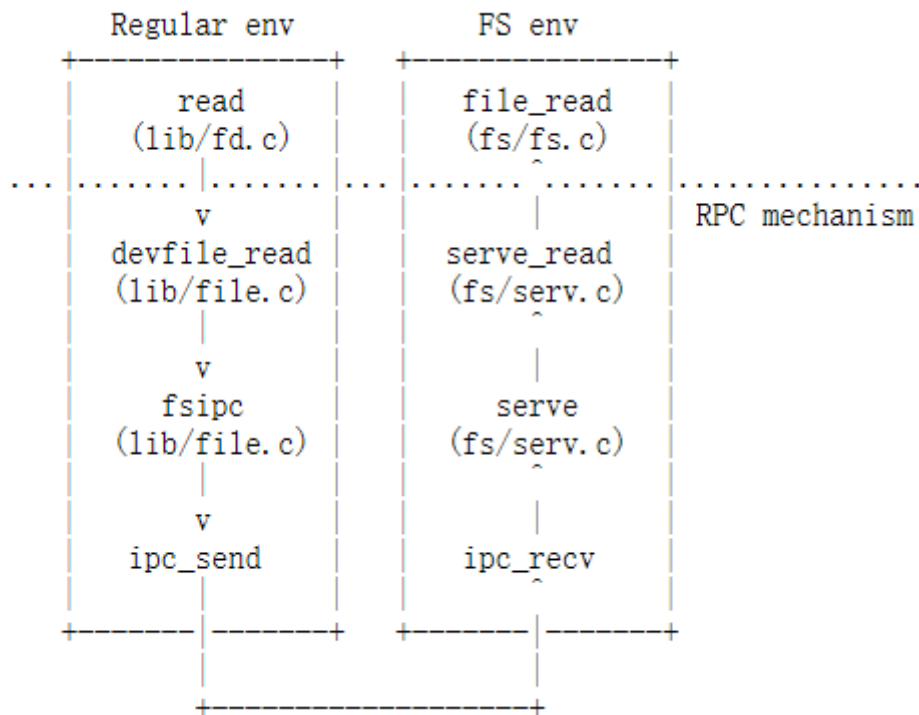 Regular env FS env
read file_read
(lib/fd.c) (fs/fs.c)
RPC mechanism
v
devfile_read serve_read
(lib/file.c) (fs/serv.c)
v
fsipc serve
(lib/file.c) (fs/serv.c)
v
ipc_send ipc_recv